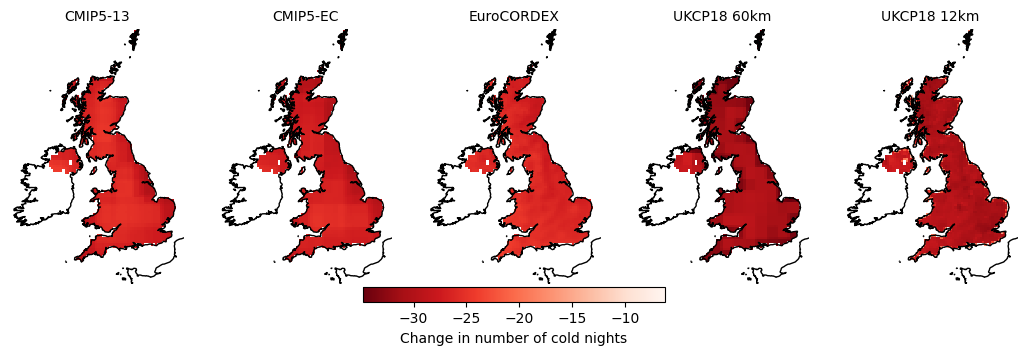 CMIP5-13 CMIP5-EC EuroCORDEX UKCP18 60km UKCP18 12km
−30 −25 −20 −15 −10
Change in number of cold nights